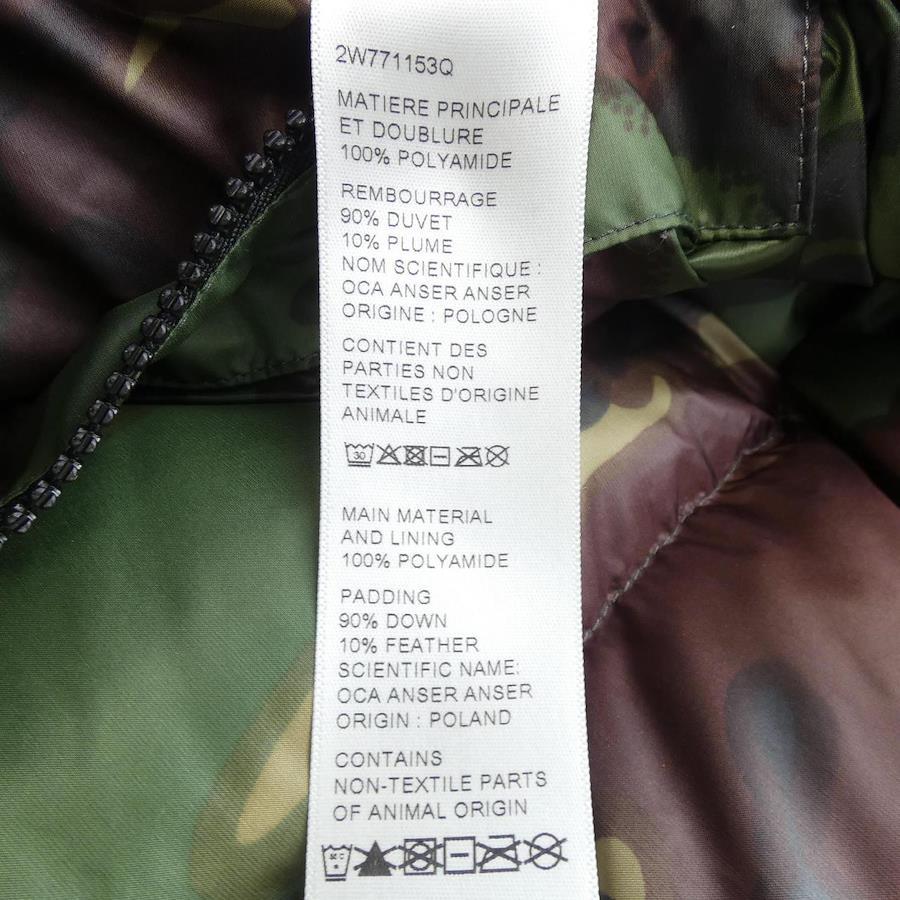 2W771153Q
MATIERE PRINCIPALE
ET DOUBLURE
100% POLYAMIDE
REMBOURRAGE
90% DUVET
10% PLUME
NOM SCIENTIFIQUE :
OCA ANSER ANSER
ORIGINE : POLOGNE
CONTIENT DES
PARTIES NON
TEXTILES D'ORIGINE
ANIMALE
30
MAIN MATERIAL
AND LINING
100% POLYAMIDE
PADDING
90% DOWN
10% FEATHER
SCIENTIFIC NAME:
OCA ANSER ANSER
ORIGIN : POLAND
CONTAINS
NON-TEXTILE PARTS
OF ANIMAL ORIGIN